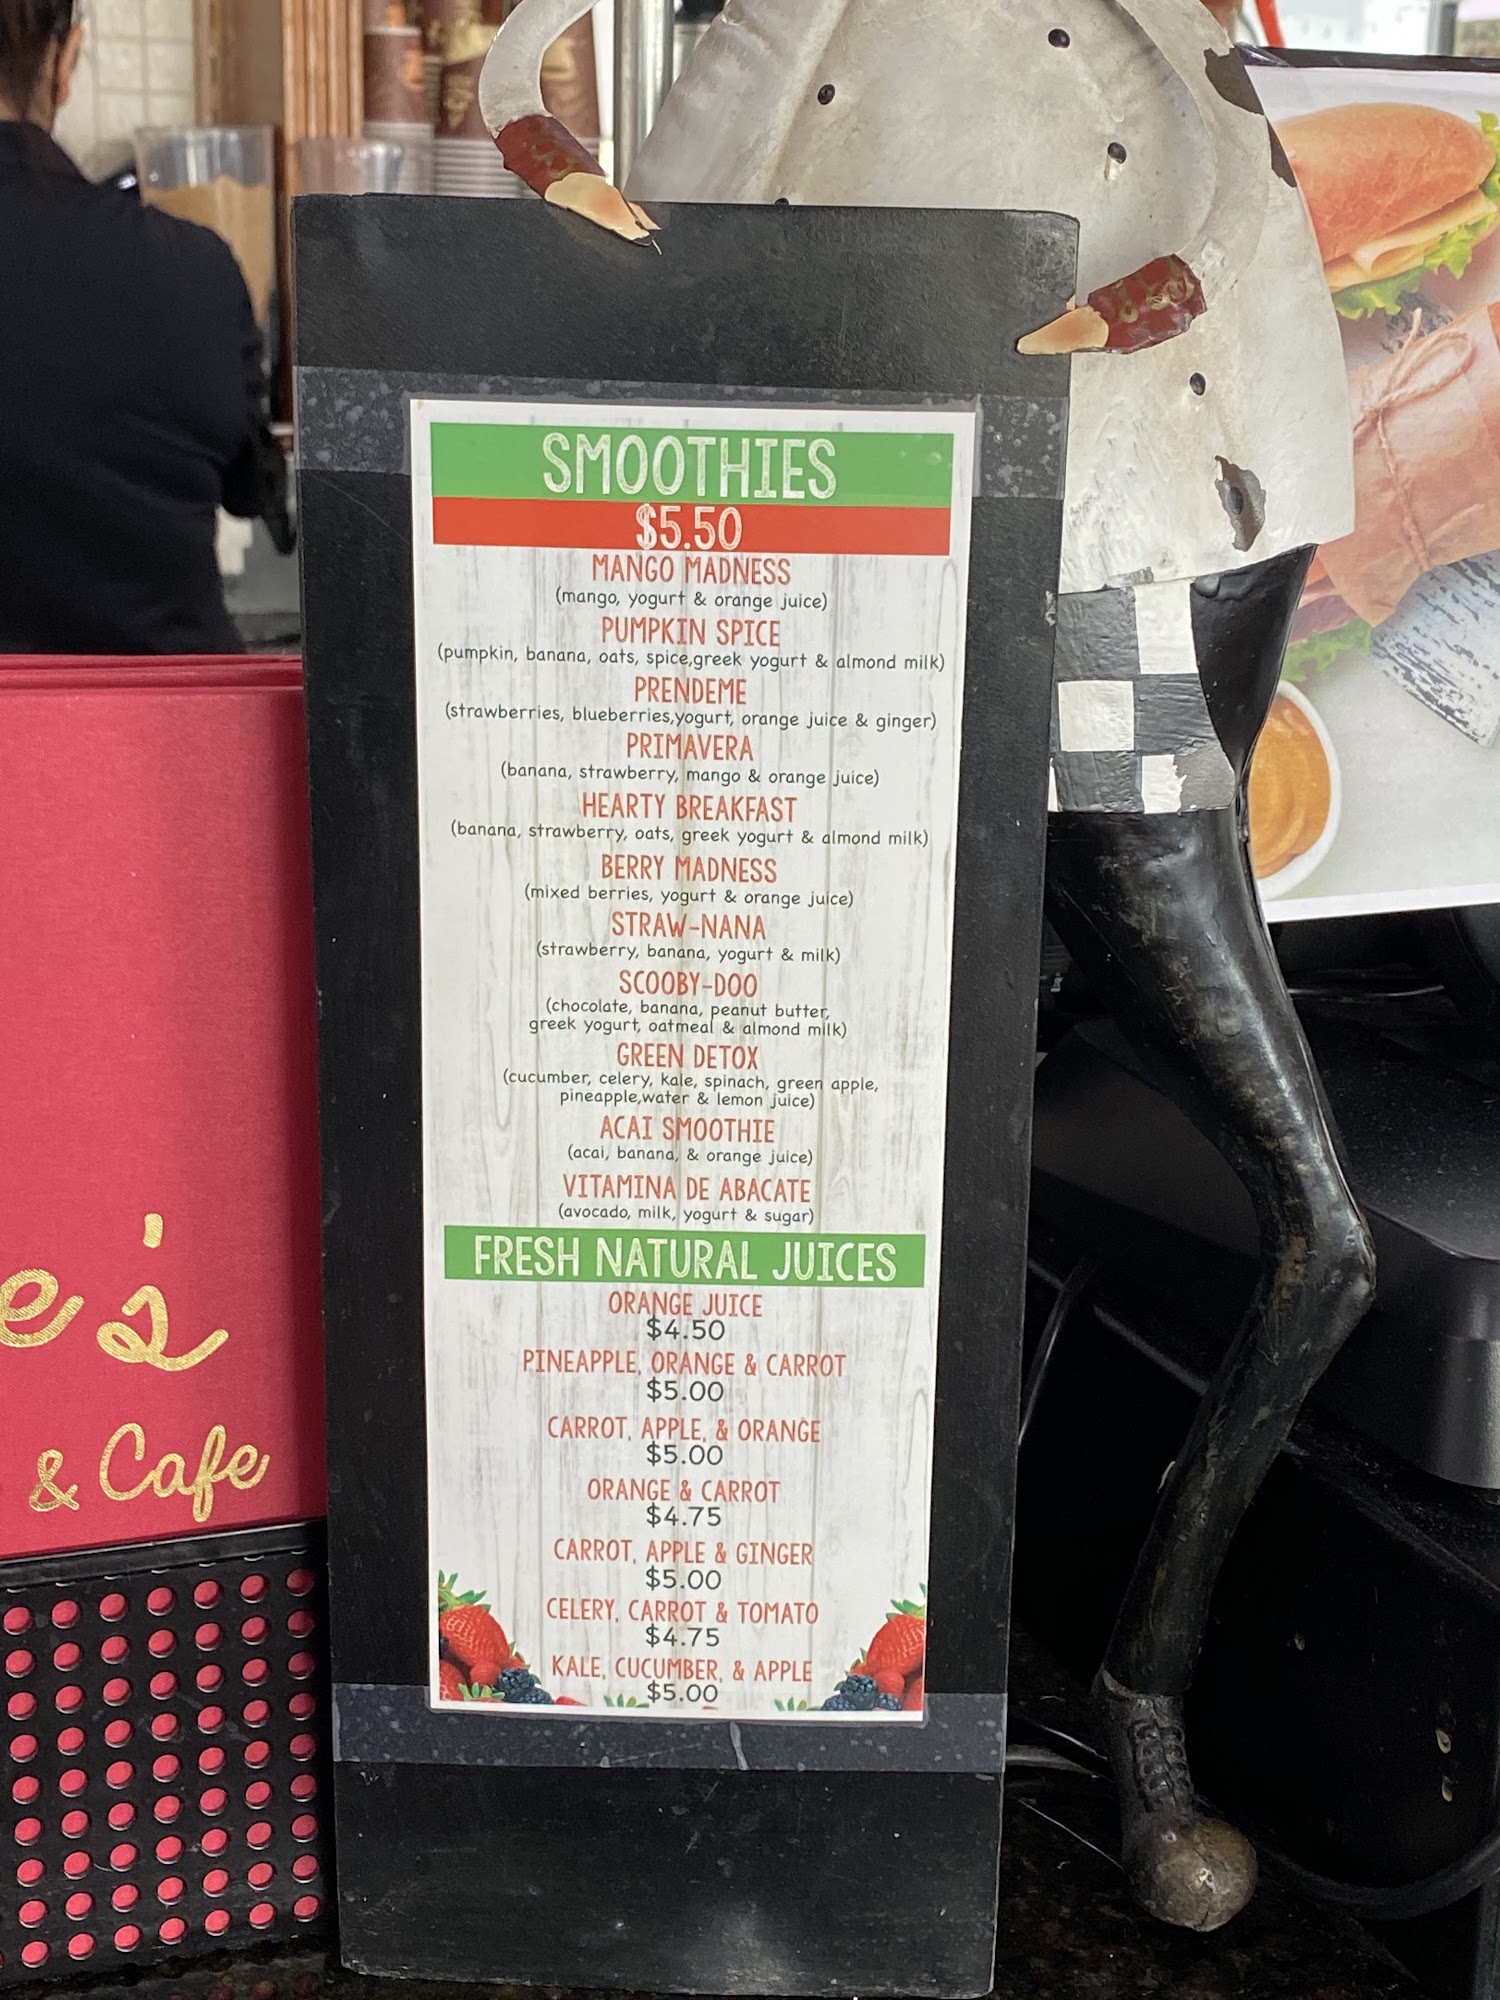 SMOOTHIES
$5.50
MANGO MADNESS
(mango, yogurt & orange juice)
PUMPKIN SPICE
(pumpkin, banana, oats, spice,greek yogurt & almond milk)
PRENDEME
(strawberries, blueberries,yogurt, orange juice & ginger)
PRIMAVERA
(banana, strawberry, mango & orange juice)
HEARTY BREAKFAST
(banana, strawberry, oats, greek yogurt & almond milk)
BERRY MADNESS
(mixed berries, yogurt & orange juice)
STRAW-NANA
(strawberry, banana, yogurt & milk)
SCOOBY-DOO
(chocolate, banana, peanut butter,
greek yogurt, oatmeal & almond milk)
GREEN DETOX
(cucumber, celery, kale, spinach, green apple,
pineapple,water & lemon juice)
ACAI SMOOTHIE
(acai, banana, & orange juice)
VITAMINA DE ABACATE
(avocado, milk, yogurt & sugar)
FRESH NATURAL JUICES
ORANGE JUICE
$4.50
PINEAPPLE, ORANGE & CARROT
$5.00
CARROT, APPLE, & ORANGE
$5.00
ORANGE & CARROT
$4.75
CARROT, APPLE & GINGER
$5.00
CELERY, CARROT & TOMATO
$4.75
KALE, CUCUMBER, & APPLE
$5.00
e's
& Cafe